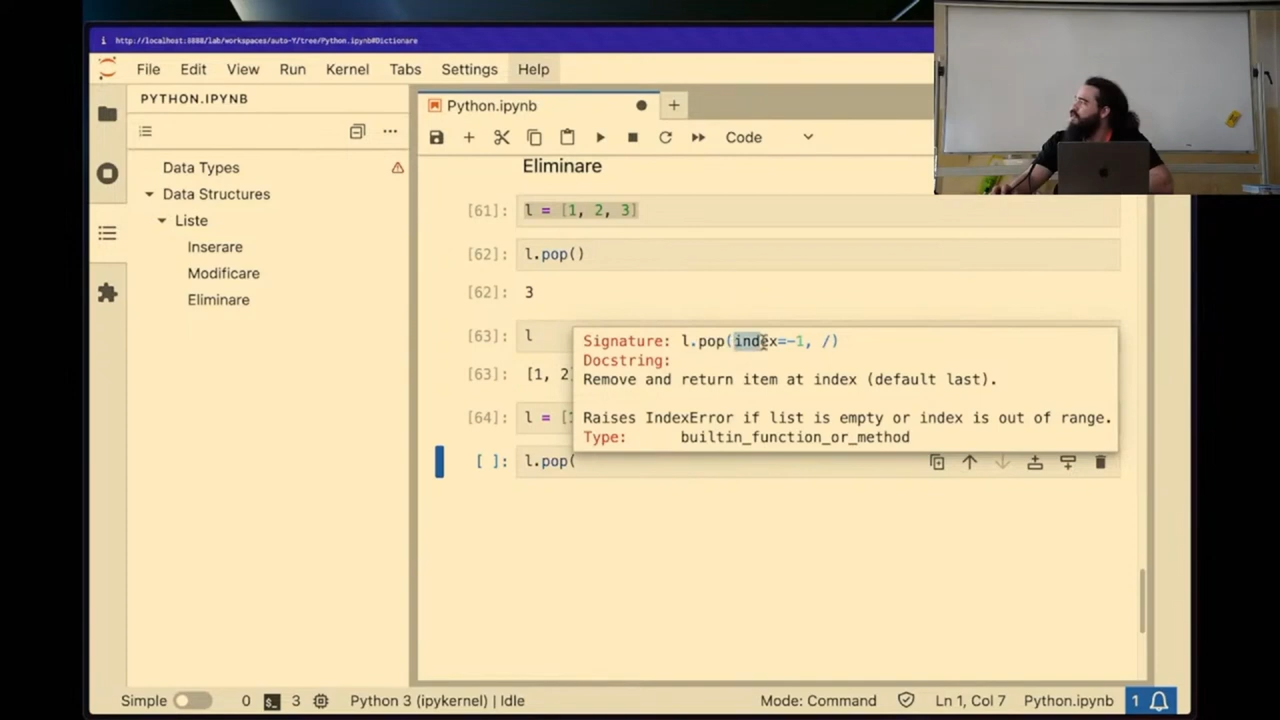 http://localhost:8888/lab/workspaces/auto-Y/tree/Python.ipynb#Dictionare
File Edit View Run Kernel Tabs Settings Help
PYTHON.IPYNB
Python.ipynb
Code
Data Types
Data Structures
Liste
Inserare
Modificare
Eliminare
Eliminare
[61]: l = [1, 2, 3]
[62]: l.pop()
[62]: 3
[63]: l
[63]: [1, 2
[64]: l = [1
[ ]: l.pop(
Signature: l.pop(index=-1, /)
Docstring:
Remove and return item at index (default last).
Raises IndexError if list is empty or index is out of range.
Type: builtin_function_or_method
Simple 0 $_ 3 Python 3 (ipykernel) | Idle Mode: Command Ln 1, Col 7 Python.ipynb 1